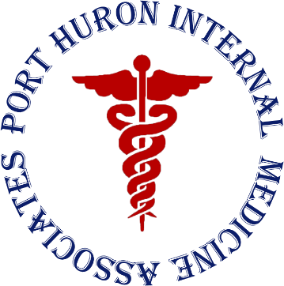 PORT HURON INTERNAL MEDICINE ASSOCIATES